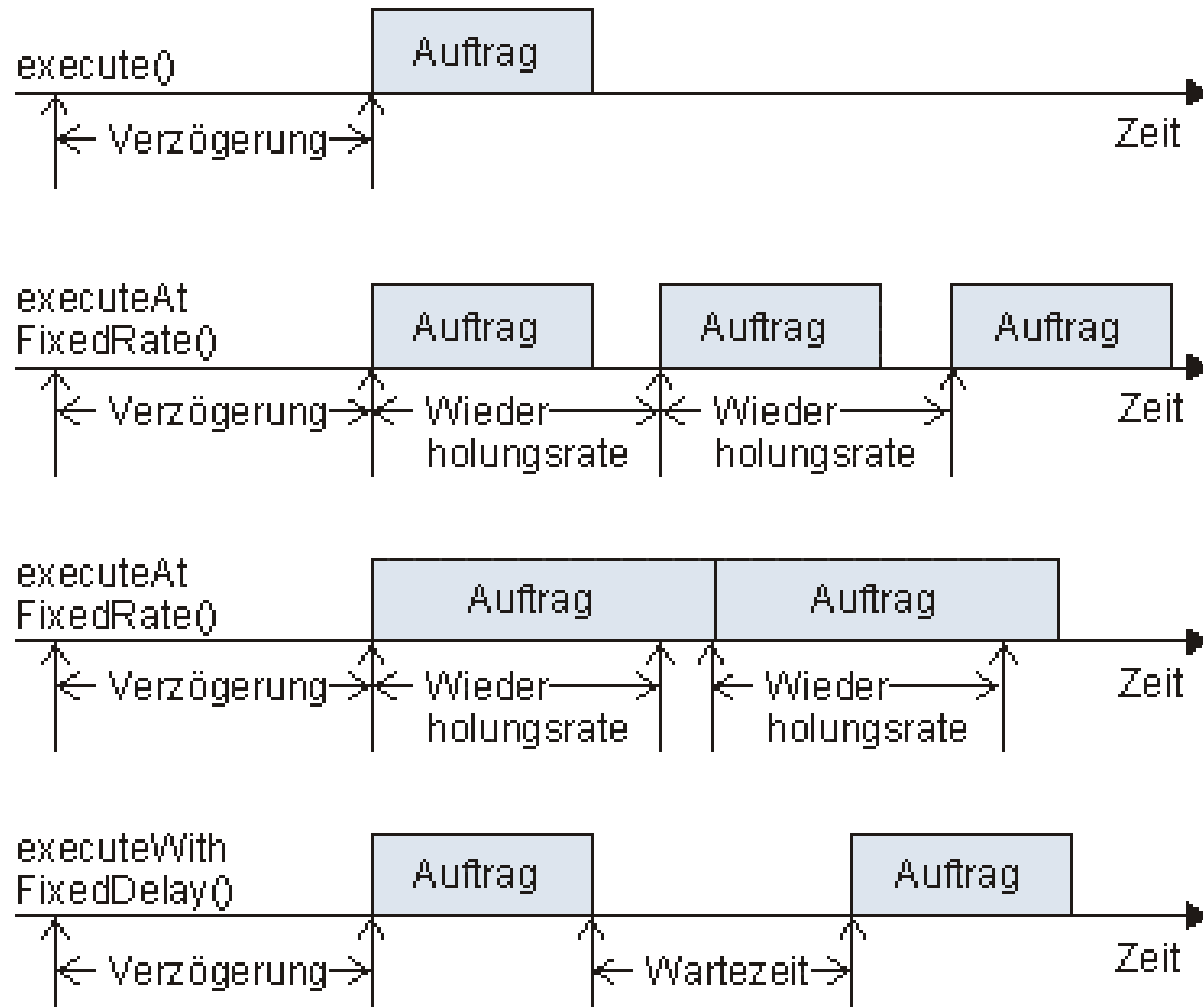 execute()
Auftrag
Verzögerung
Zeit
executeAt
FixedRate()
Auftrag
Auftrag
Auftrag
Verzögerung
Wieder
holungsrate
Wieder
holungsrate
Zeit
executeAt
FixedRate()
Auftrag
Auftrag
Verzögerung
Wieder
holungsrate
Wieder
holungsrate
Zeit
executeWith
FixedDelay()
Auftrag
Auftrag
Verzögerung
Wartezeit
Zeit